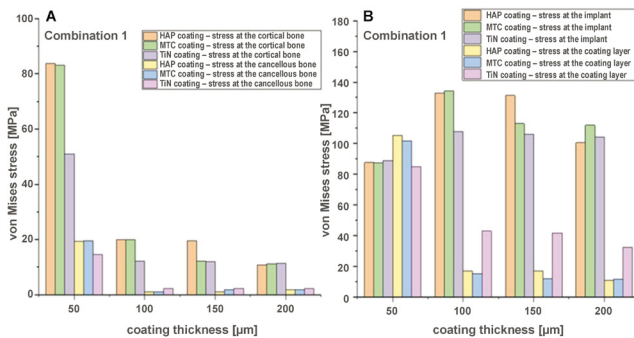 A
Combination 1
HAP coating – stress at the cortical bone
MTC coating – stress at the cortical bone
TiN coating – stress at the cortical bone
HAP coating – stress at the cancellous bone
MTC coating – stress at the cancellous bone
TiN coating – stress at the cancellous bone
von Mises stress [MPa]
100
80
60
40
20
0
50
100
150
200
coating thickness [µm]
B
Combination 1
HAP coating – stress at the implant
MTC coating – stress at the implant
TiN coating – stress at the implant
HAP coating – stress at the coating layer
MTC coating – stress at the coating layer
TiN coating – stress at the coating layer
von Mises stress [MPa]
180
160
140
120
100
80
60
40
20
0
50
100
150
200
coating thickness [µm]